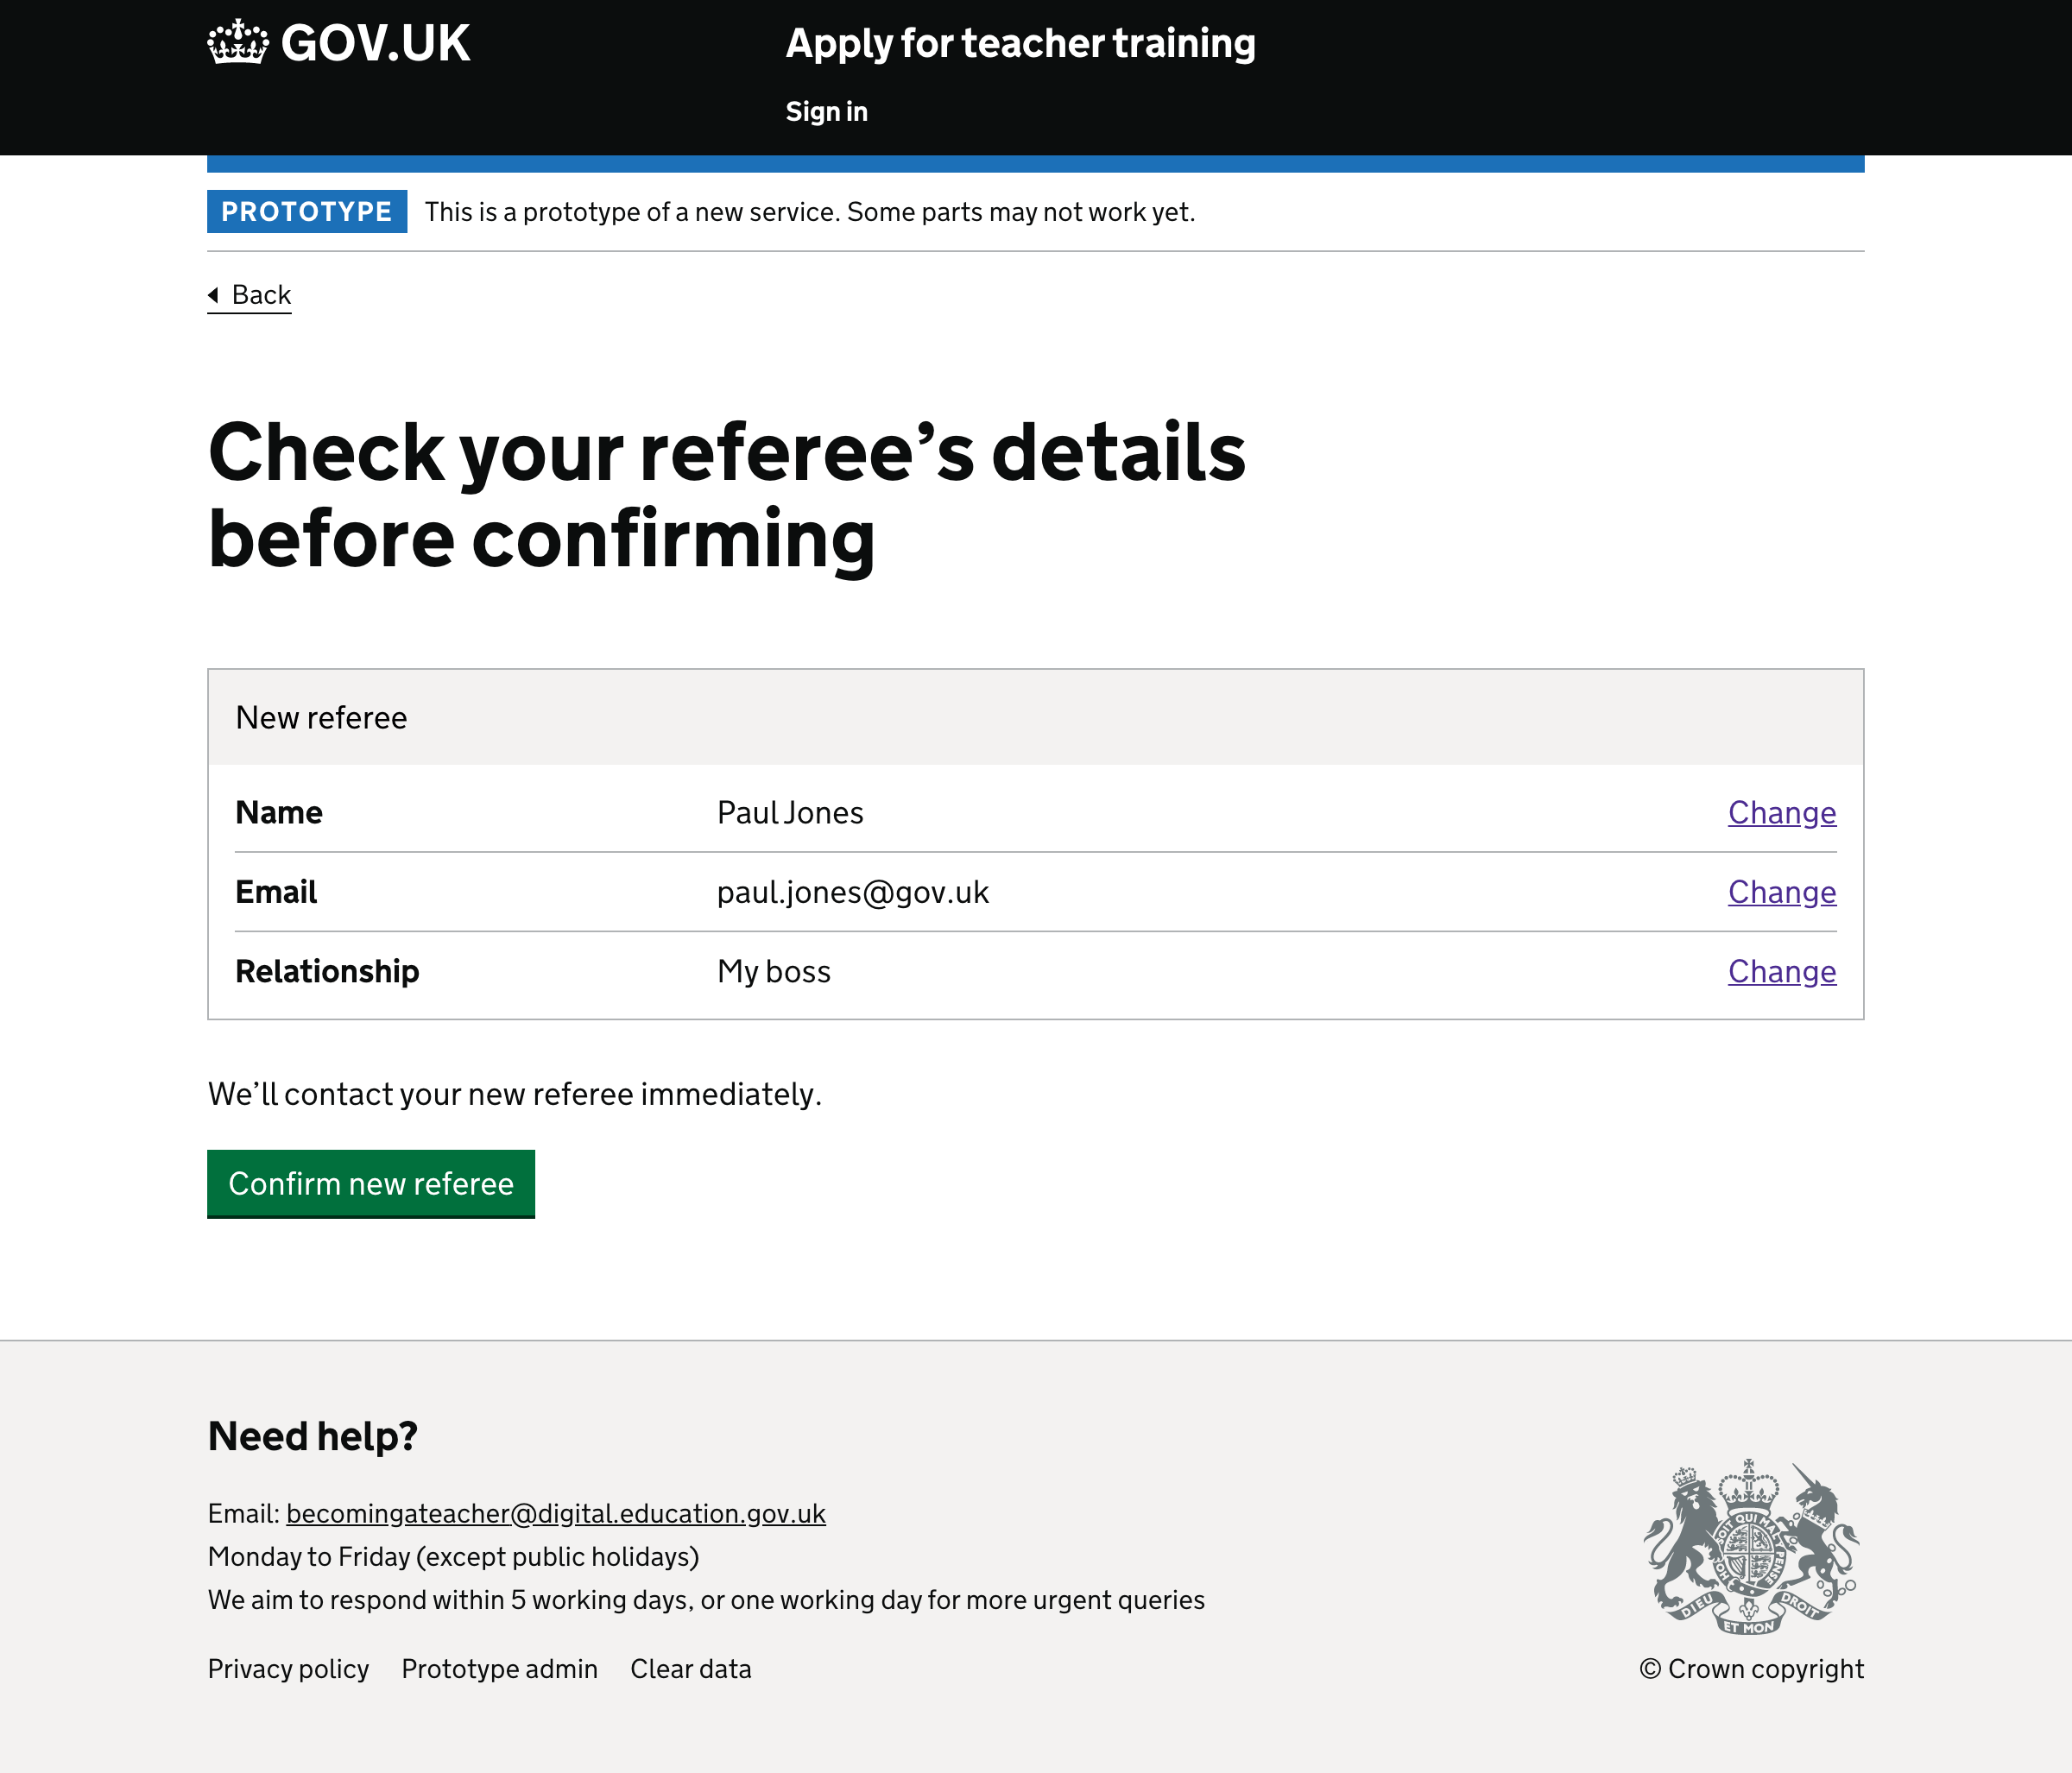 GOV.UK
Apply for teacher training
Sign in
PROTOTYPE This is a prototype of a new service. Some parts may not work yet.
Back
Check your referee’s details
before confirming
New referee
Name Paul Jones Change
Email paul.jones@gov.uk Change
Relationship My boss Change
We’ll contact your new referee immediately.
Confirm new referee
Need help?
Email: becomingateacher@digital.education.gov.uk
Monday to Friday (except public holidays)
We aim to respond within 5 working days, or one working day for more urgent queries
Privacy policy Prototype admin Clear data
DIEU ET MON DROIT
© Crown copyright